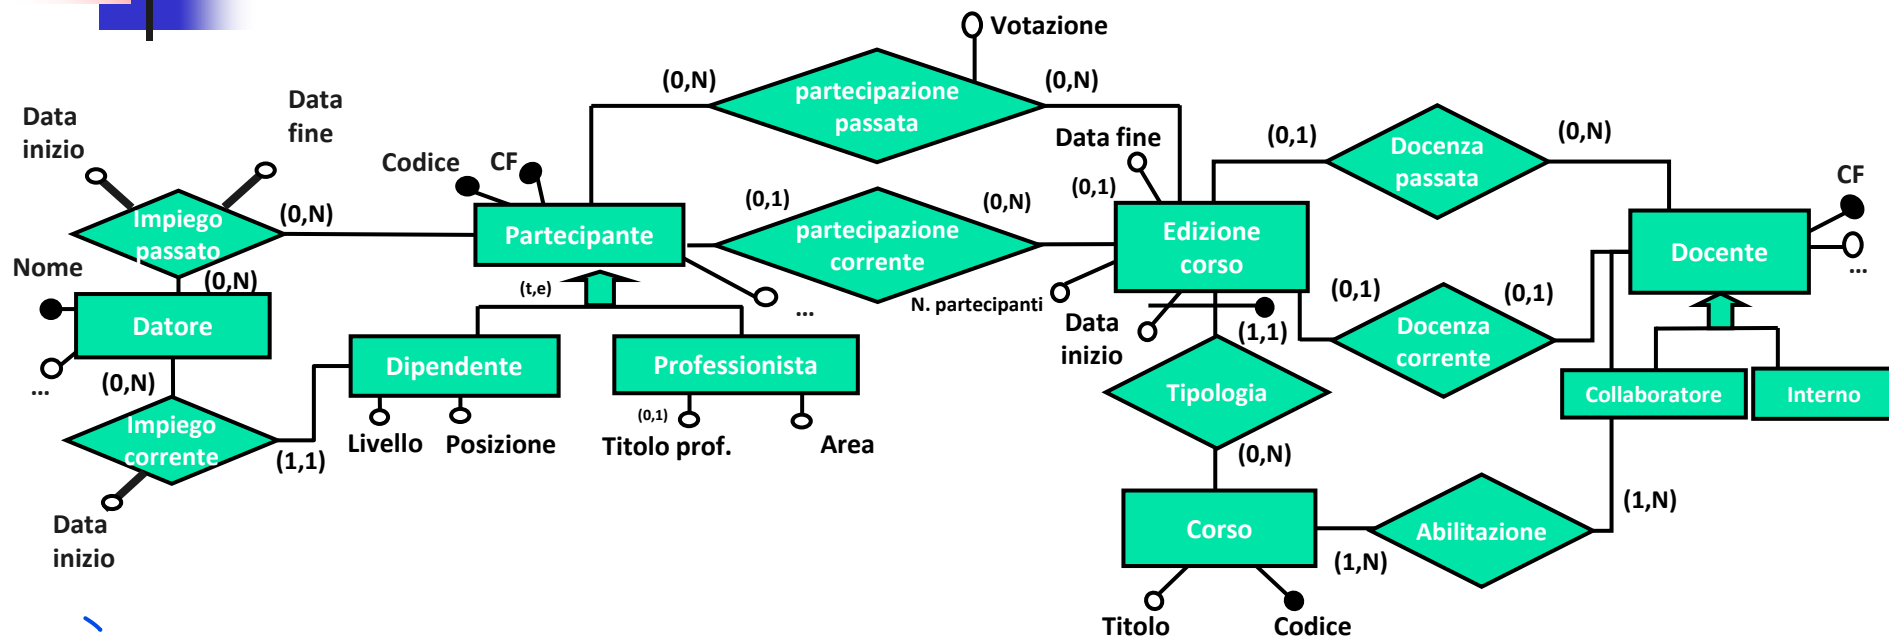 Votazione
(0,N)
partecipazione
passata
(0,N)
Data
inizio
Data
fine
Codice
CF
Data fine
(0,1)
Docenza
passata
(0,N)
CF
Impiego
passato
(0,N)
Partecipante
(0,1)
partecipazione
corrente
(0,N)
(0,1)
Edizione
corso
Docente
...
Nome
(0,N)
(t,e)
...
N. partecipanti
Data
inizio
(1,1)
(0,1)
Docenza
corrente
(0,1)
Datore
...
(0,N)
Dipendente
Professionista
Tipologia
Collaboratore
Interno
Impiego
corrente
(1,1)
Livello
Posizione
(0,1)
Titolo prof.
Area
(0,N)
Data
inizio
Corso
(1,N)
Abilitazione
(1,N)
Titolo
Codice